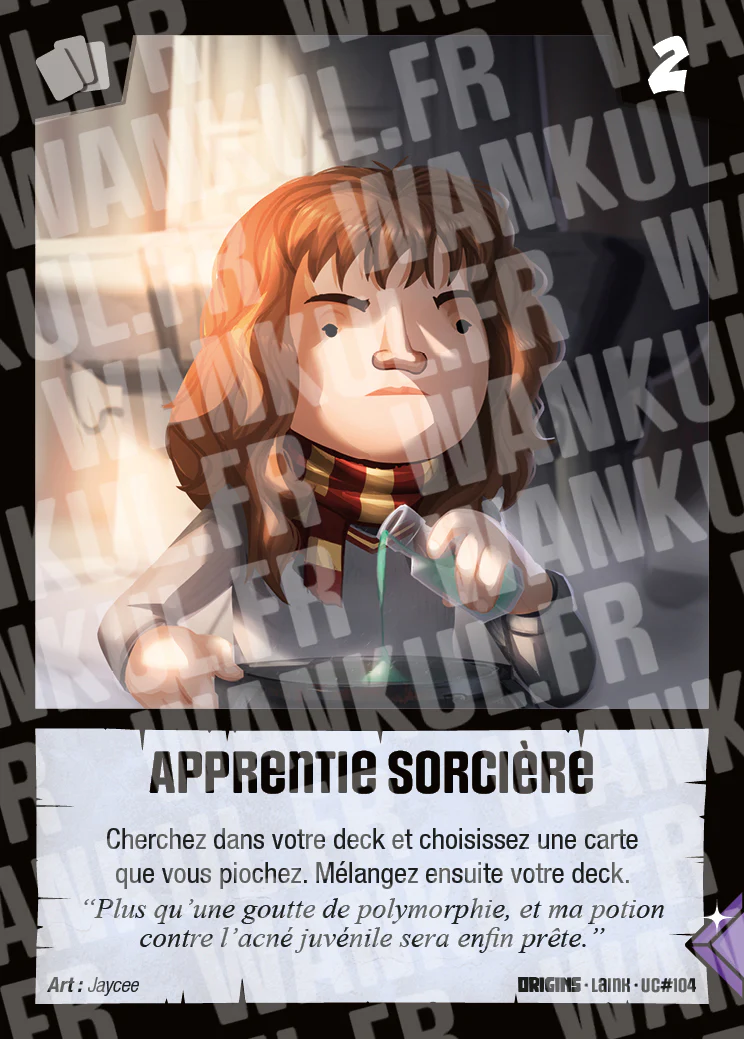 2
APPRENTIE SORCIÈRE
Cherchez dans votre deck et choisissez une carte
que vous piochez. Mélangez ensuite votre deck.
“Plus qu’une goutte de polymorphie, et ma potion
contre l’acné juvénile sera enfin prête.”
Art : Jaycee
ORIGINS · LAINK · UC#104
WANKUL.FR